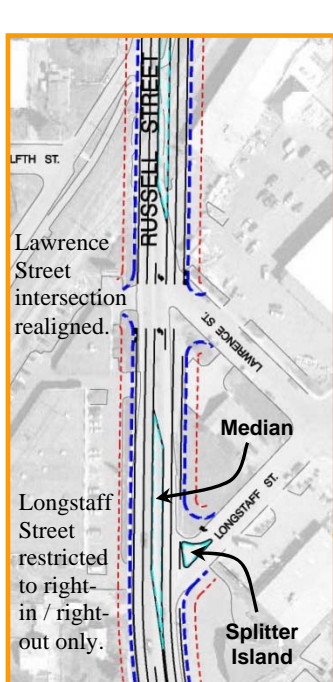 RUSSELL STREET
LFTH ST.
Lawrence
Street
intersection
realigned.
LAWRENCE ST.
Median
LONGSTAFF ST.
Longstaff
Street
restricted
to right-
in / right-
out only.
Splitter
Island